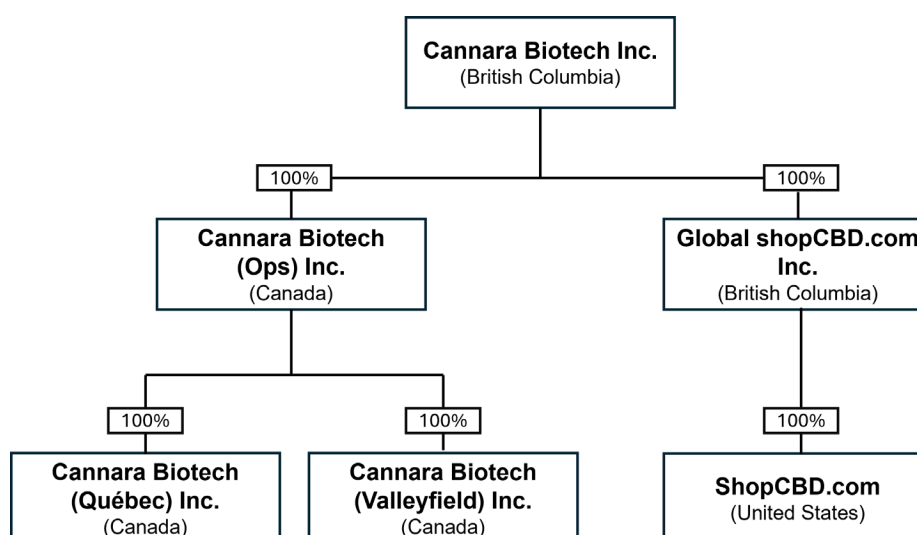 Cannara Biotech Inc.
(British Columbia)
100%
100%
Cannara Biotech
(Ops) Inc.
(Canada)
Global shopCBD.com
Inc.
(British Columbia)
100%
100%
100%
Cannara Biotech
(Québec) Inc.
(Canada)
Cannara Biotech
(Valleyfield) Inc.
(Canada)
ShopCBD.com
(United States)